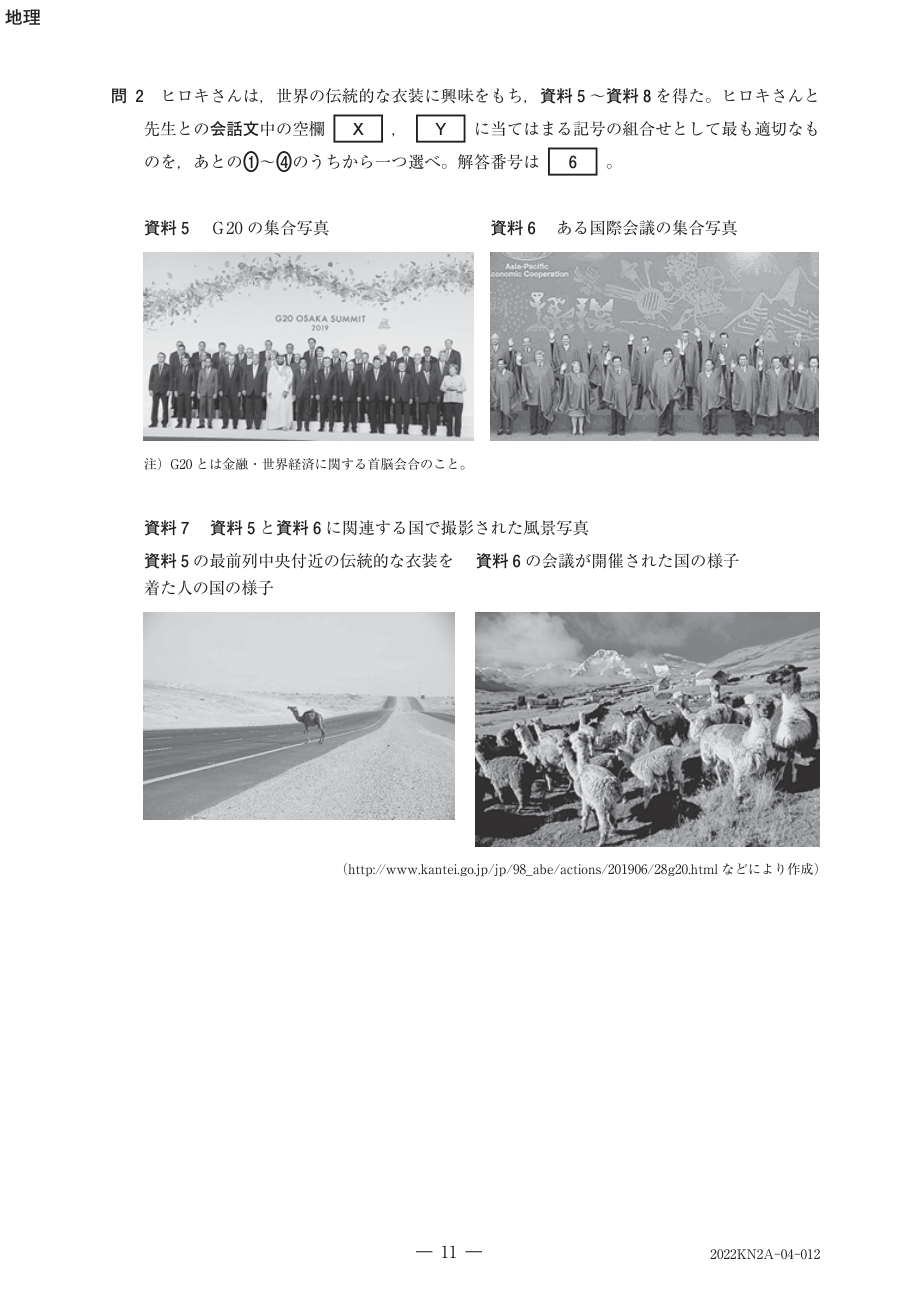 地理
問 2 ヒロキさんは，世界の伝統的な衣装に興味をもち，資料 5 ～資料 8 を得た。ヒロキさんと
先生との会話文中の空欄 X ， Y に当てはまる記号の組合せとして最も適切なも
のを，あとの①～④のうちから一つ選べ。解答番号は 6 。
資料 5 G 20 の集合写真
資料 6 ある国際会議の集合写真
G20 OSAKA SUMMIT
2019
Asia-Pacific
conomic Cooperation
注）G20 とは金融・世界経済に関する首脳会合のこと。
資料 7 資料 5 と資料 6 に関連する国で撮影された風景写真
資料 5 の最前列中央付近の伝統的な衣装を
着た人の国の様子
資料 6 の会議が開催された国の様子
（http://www.kantei.go.jp/jp/98_abe/actions/201906/28g20.html などにより作成）
― 11 ―
2022KN2A-04-012